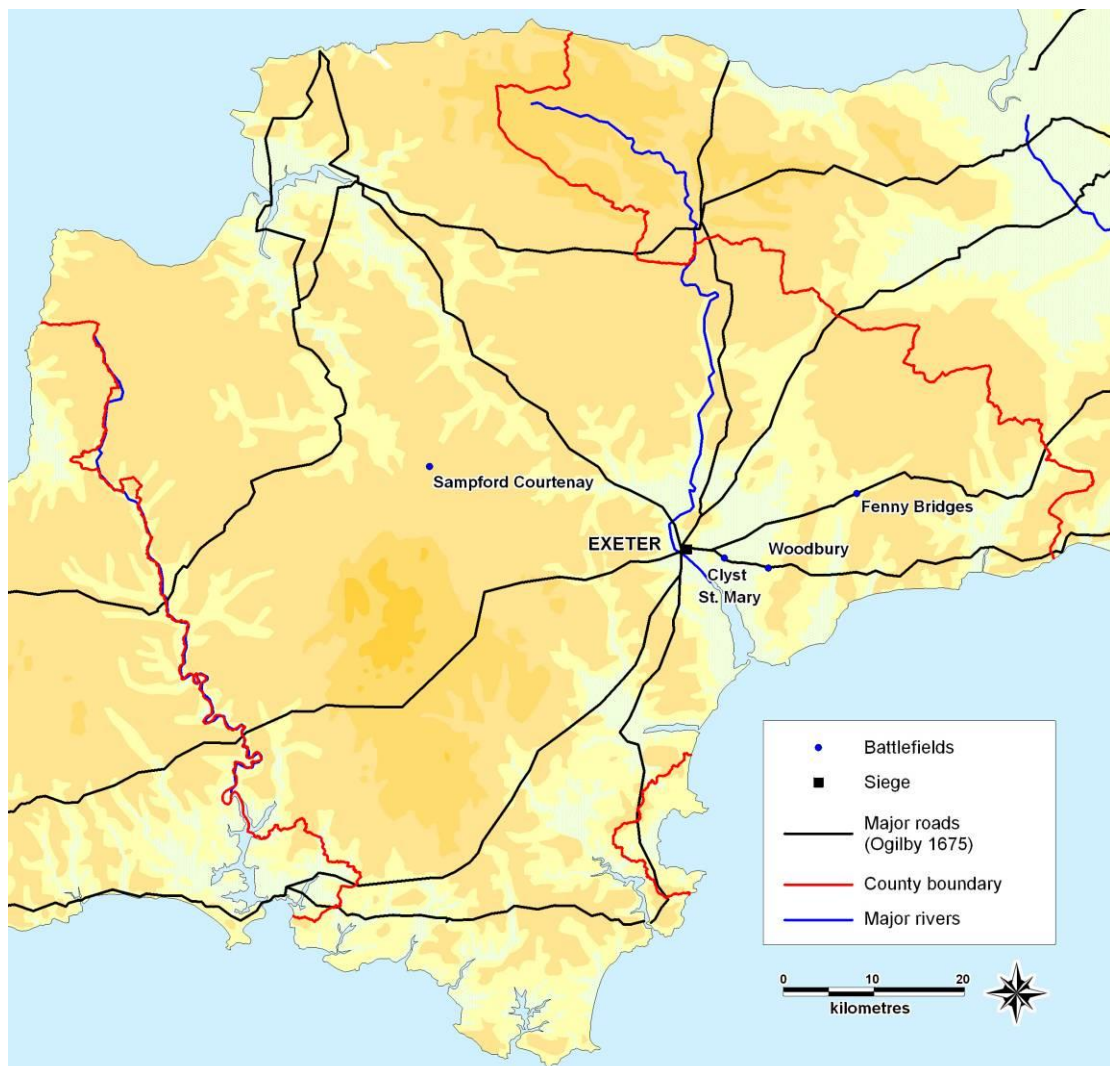 Sampford Courtenay
Fenny Bridges
EXETER
Woodbury
Clyst
St. Mary
Battlefields
Siege
Major roads
(Ogilby 1675)
County boundary
Major rivers
0 10 20
kilometres